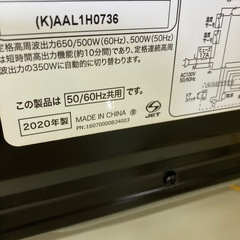 (K)AAL1H0736
定格高周波出力650/500W(60Hz)、500W(50Hz)
時間高出力機能(約10分間)です。定格連続高周
波出力の350Wに自動的に切り替わります。
この製品は 50/60Hz共用 です。
2020年製
MADE IN CHINA
PN:16070000B34003
JET
17A
AC100V
50/60Hz